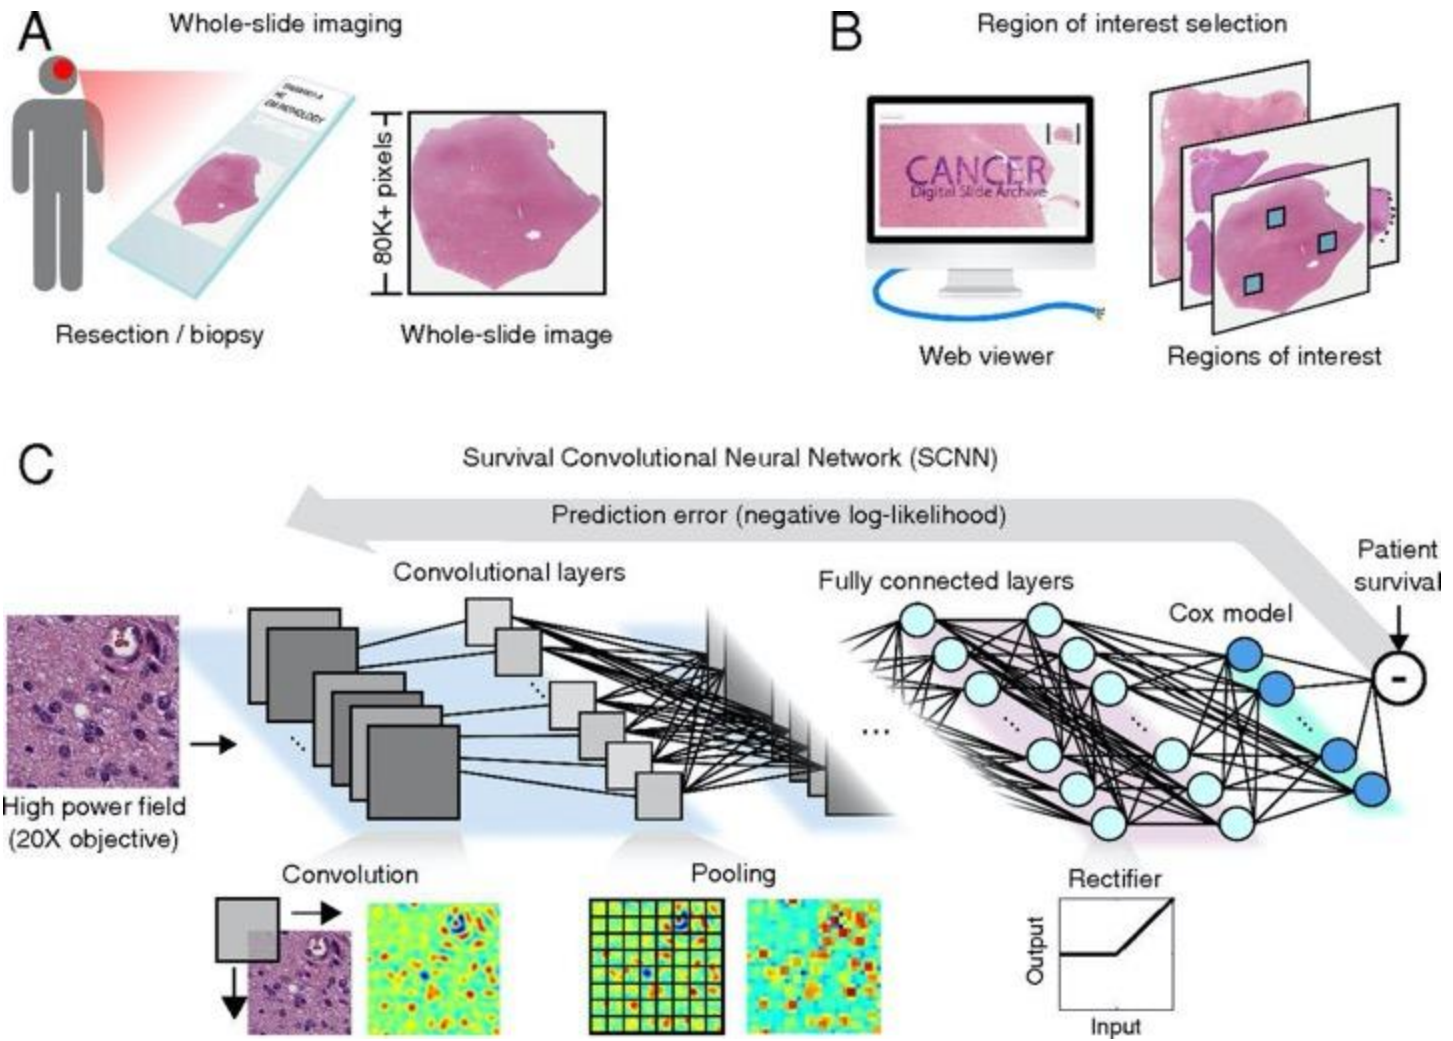 A
Whole-slide imaging
80K+ pixels
Resection / biopsy
Whole-slide image
B
Region of interest selection
CANCER
Digital Slide Archive
Web viewer
Regions of interest
C
Survival Convolutional Neural Network (SCNN)
Prediction error (negative log-likelihood)
Convolutional layers
Fully connected layers
Cox model
Patient
survival
-
...
High power field
(20X objective)
Convolution
Pooling
Rectifier
Output
Input